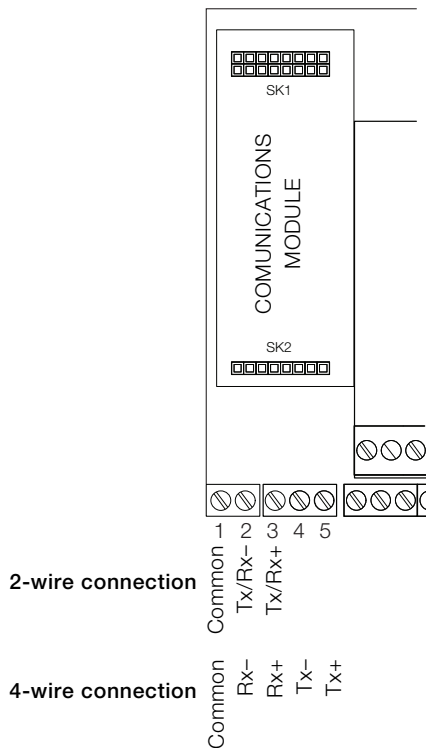 SK1
COMUNICATIONS
MODULE
SK2
1 2 3 4 5
2-wire connection Common Tx/Rx– Tx/Rx+
4-wire connection Common Rx– Rx+ Tx– Tx+